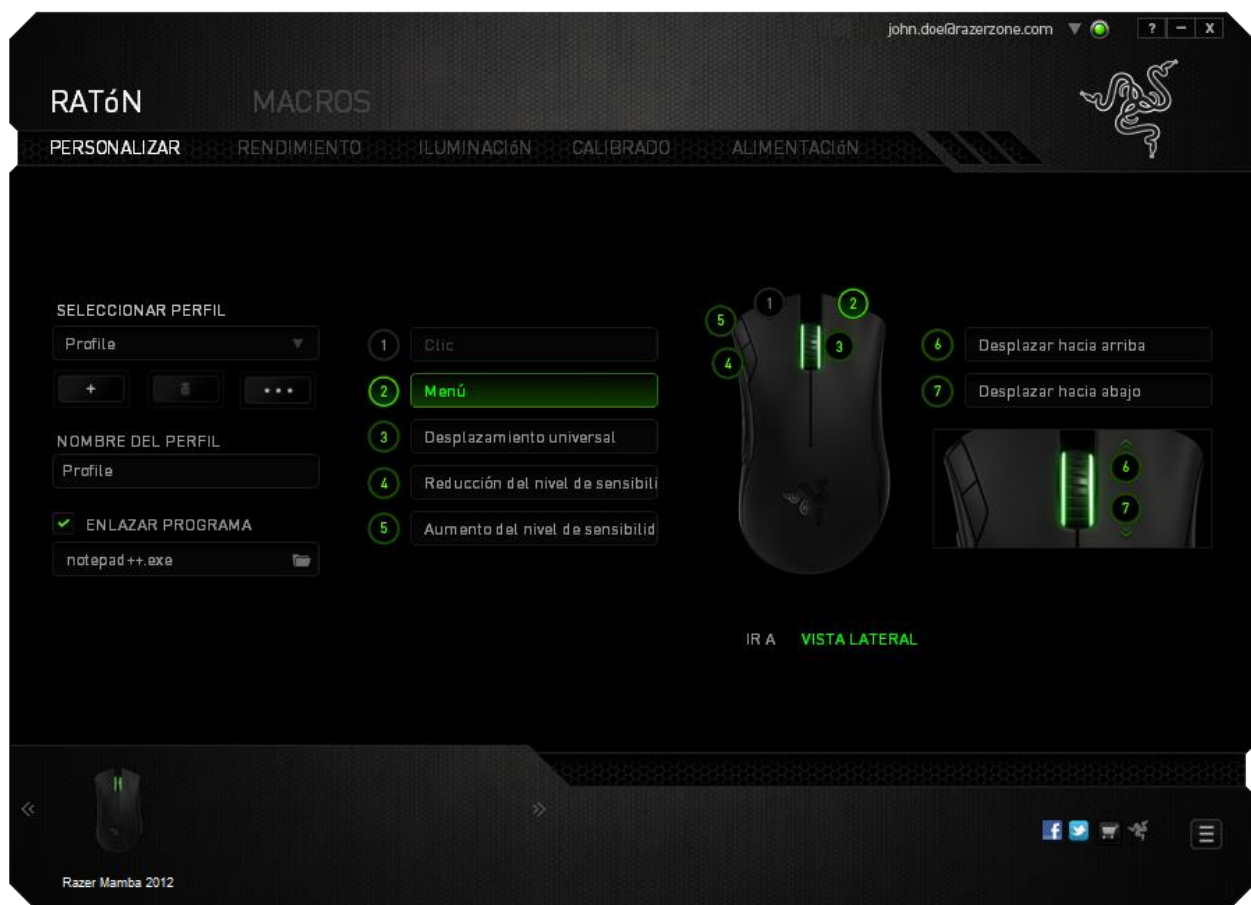 john.doe@razerzone.com
? – X
RATóN
MACROS
PERSONALIZAR
RENDIMIENTO
ILUMINACIóN
CALIBRADO
ALIMENTACIóN
SELECCIONAR PERFIL
Profile
+
NOMBRE DEL PERFIL
Profile
ENLAZAR PROGRAMA
notepad++.exe
1 Clic
2 Menú
3 Desplazamiento universal
4 Reducción del nivel de sensibili
5 Aumento del nivel de sensibilid
1
2
3
4
5
6 Desplazar hacia arriba
7 Desplazar hacia abajo
6
7
IR A VISTA LATERAL
Razer Mamba 2012